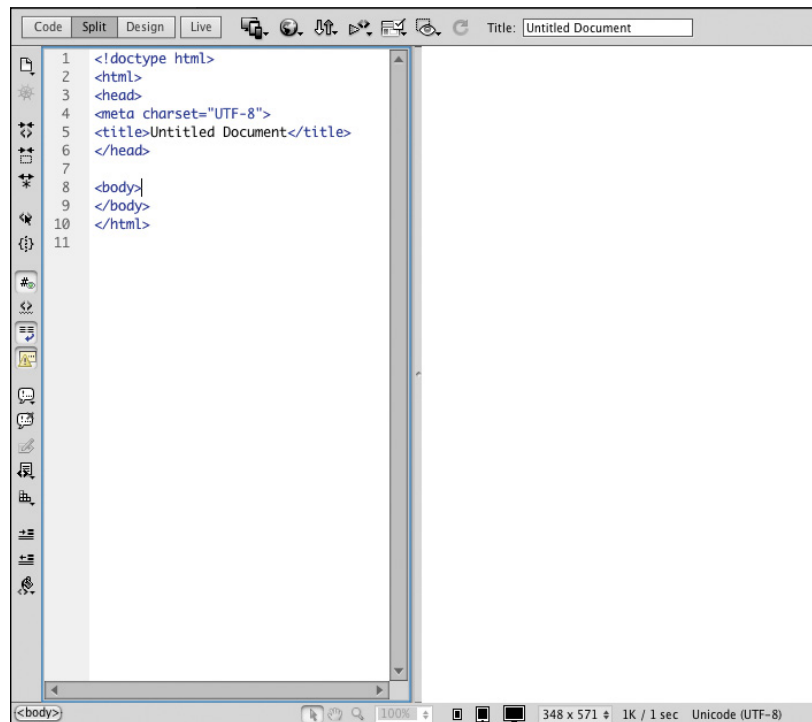 Code Split Design Live Title: Untitled Document
1 <!doctype html>
2 <html>
3 <head>
4 <meta charset="UTF-8">
5 <title>Untitled Document</title>
6 </head>
7
8 <body>
9 </body>
10 </html>
11
<body> 100% 348 x 571 1K / 1 sec Unicode (UTF-8)